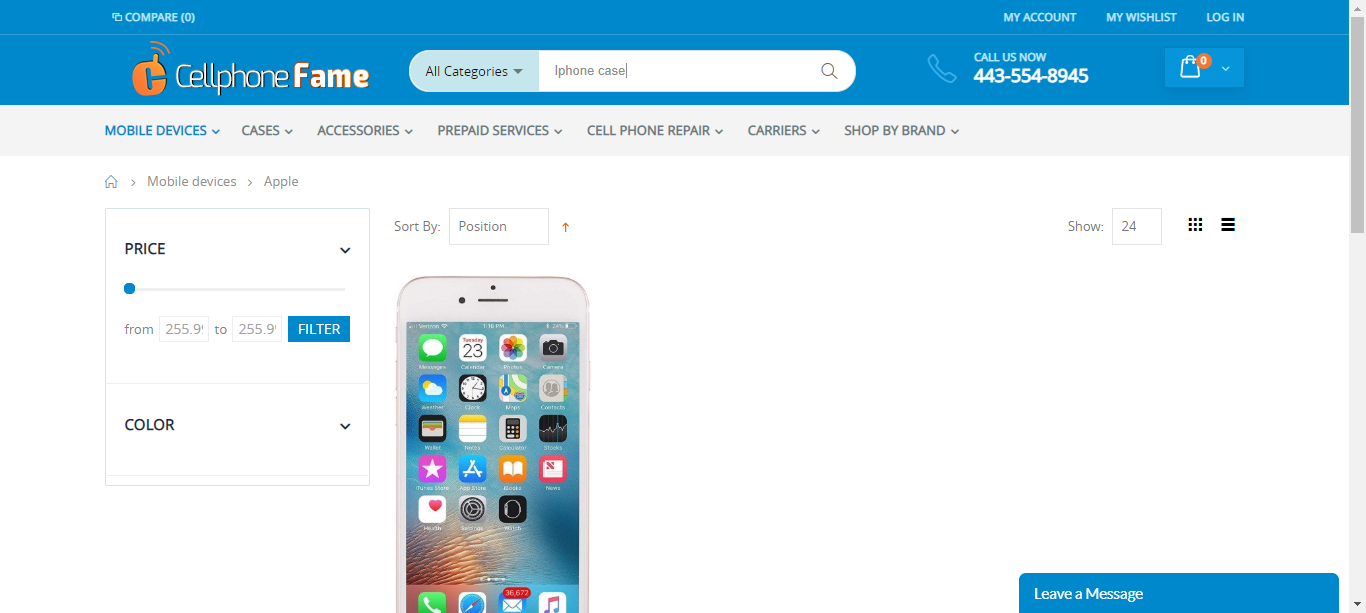 COMPARE (0)
MY ACCOUNT
MY WISHLIST
LOG IN
Cellphone Fame
All Categories
Iphone case
CALL US NOW
443-554-8945
0
MOBILE DEVICES
CASES
ACCESSORIES
PREPAID SERVICES
CELL PHONE REPAIR
CARRIERS
SHOP BY BRAND
Mobile devices
Apple
PRICE
from 255.99 to 255.99 FILTER
COLOR
Sort By: Position
Show: 24
Verizon 1:16 PM 24%
Tuesday
23
Messages Calendar Photos Camera
Weather Clock Maps Contacts
Wallet Notes Calculator Stocks
iTunes Store App Store iBooks News
Health Settings Watch
36,672
Leave a Message